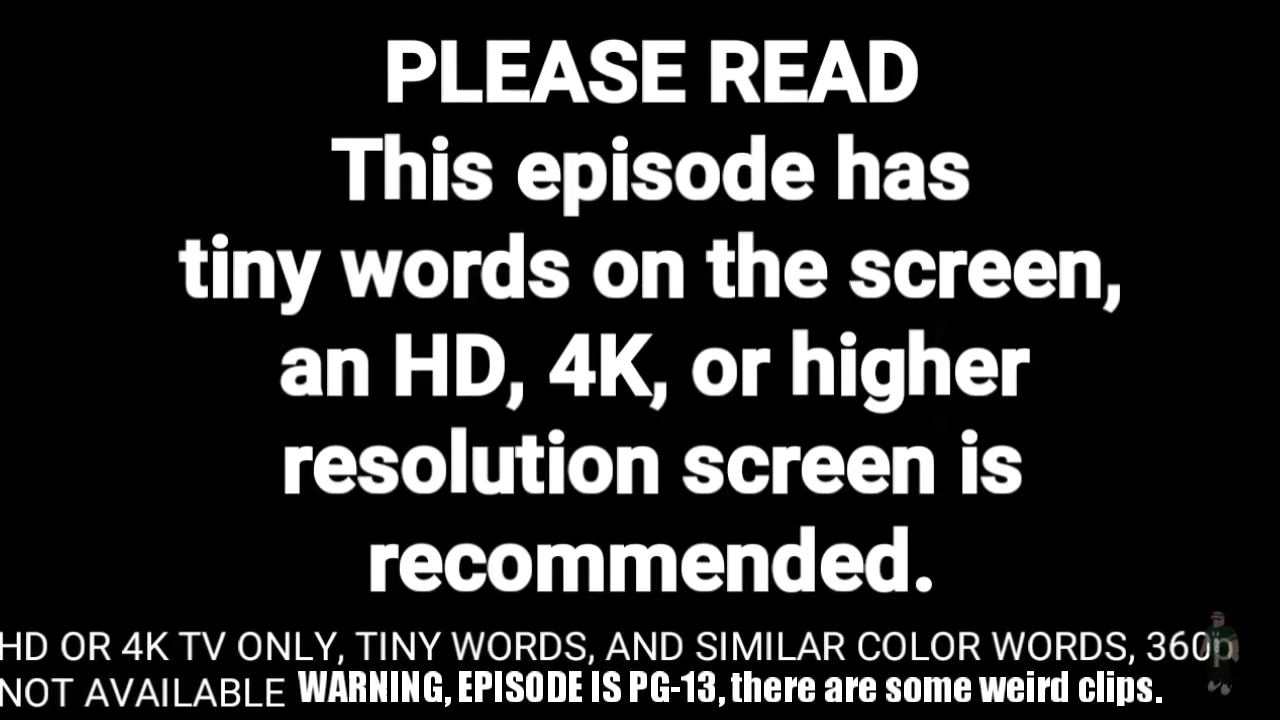 PLEASE READ
This episode has
tiny words on the screen,
an HD, 4K, or higher
resolution screen is
recommended.
HD OR 4K TV ONLY, TINY WORDS, AND SIMILAR COLOR WORDS, 360p
NOT AVAILABLE WARNING, EPISODE IS PG-13, there are some weird clips.